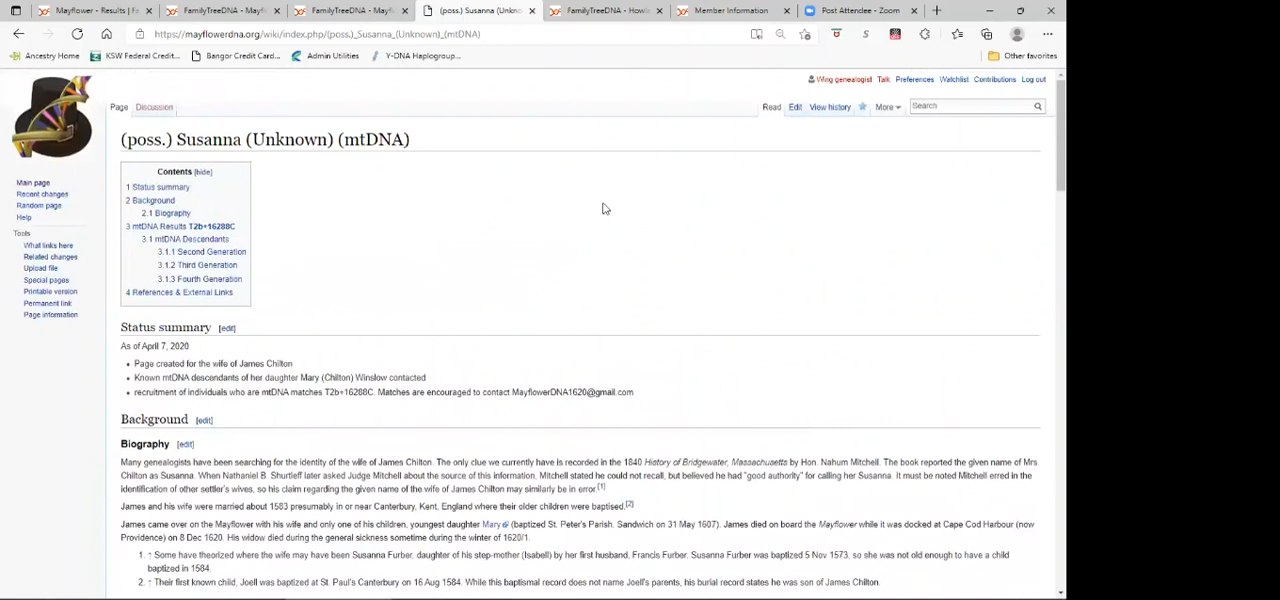 Mayflower - Results | F
FamilyTreeDNA - Mayf
FamilyTreeDNA - Mayf
(poss.) Susanna (Unkno
FamilyTreeDNA - Howl
Member Information
Post Attendee - Zoom
https://mayflowerdna.org/wiki/index.php/(poss.)_Susanna_(Unknown)_(mtDNA)
Ancestry Home
KSW Federal Credit...
Bangor Credit Card...
Admin Utilities
Y-DNA Haplogroup...
Other favorites
Wing genealogist Talk Preferences Watchlist Contributions Log out
Page Discussion Read Edit View history More Search
(poss.) Susanna (Unknown) (mtDNA)
Main page
Recent changes
Random page
Help
Tools
What links here
Related changes
Upload file
Special pages
Printable version
Permanent link
Page information
Contents [hide]
1 Status summary
2 Background
2.1 Biography
3 mtDNA Results T2b+16288C
3.1 mtDNA Descendants
3.1.1 Second Generation
3.1.2 Third Generation
3.1.3 Fourth Generation
4 References & External Links
Status summary [edit]
As of April 7, 2020
• Page created for the wife of James Chilton
• Known mtDNA descendants of her daughter Mary (Chilton) Winslow contacted
• recruitment of individuals who are mtDNA matches T2b+16288C. Matches are encouraged to contact MayflowerDNA1620@gmail.com
Background [edit]
Biography [edit]
Many genealogists have been searching for the identity of the wife of James Chilton. The only clue we currently have is recorded in the 1840 History of Bridgewater, Massachusetts by Hon. Nahum Mitchell. The book reported the given name of Mrs
Chilton as Susanna. When Nathaniel B. Shurtleff later asked Judge Mitchell about the source of this information, Mitchell stated he could not recall, but believed he had "good authority" for calling her Susanna. It must be noted Mitchell erred in the
identification of other settler's wives, so his claim regarding the given name of the wife of James Chilton may similarly be in error.[1]
James and his wife were married about 1583 presumably in or near Canterbury, Kent, England where their older children were baptised.[2]
James came over on the Mayflower with his wife and only one of his children, youngest daughter Mary (baptized St. Peter's Parish. Sandwich on 31 May 1607). James died on board the Mayflower while it was docked at Cape Cod Harbour (now
Providence) on 8 Dec 1620. His widow died during the general sickness sometime during the winter of 1620/1.
1. ↑ Some have theorized where the wife may have been Susanna Furber, daughter of his step-mother (Isabell) by her first husband, Francis Furber. Susanna Furber was baptized 5 Nov 1573, so she was not old enough to have a child
baptized in 1584.
2. ↑ Their first known child, Joell was baptized at St. Paul's Canterbury on 16 Aug 1584. While this baptismal record does not name Joell's parents, his burial record states he was son of James Chilton.